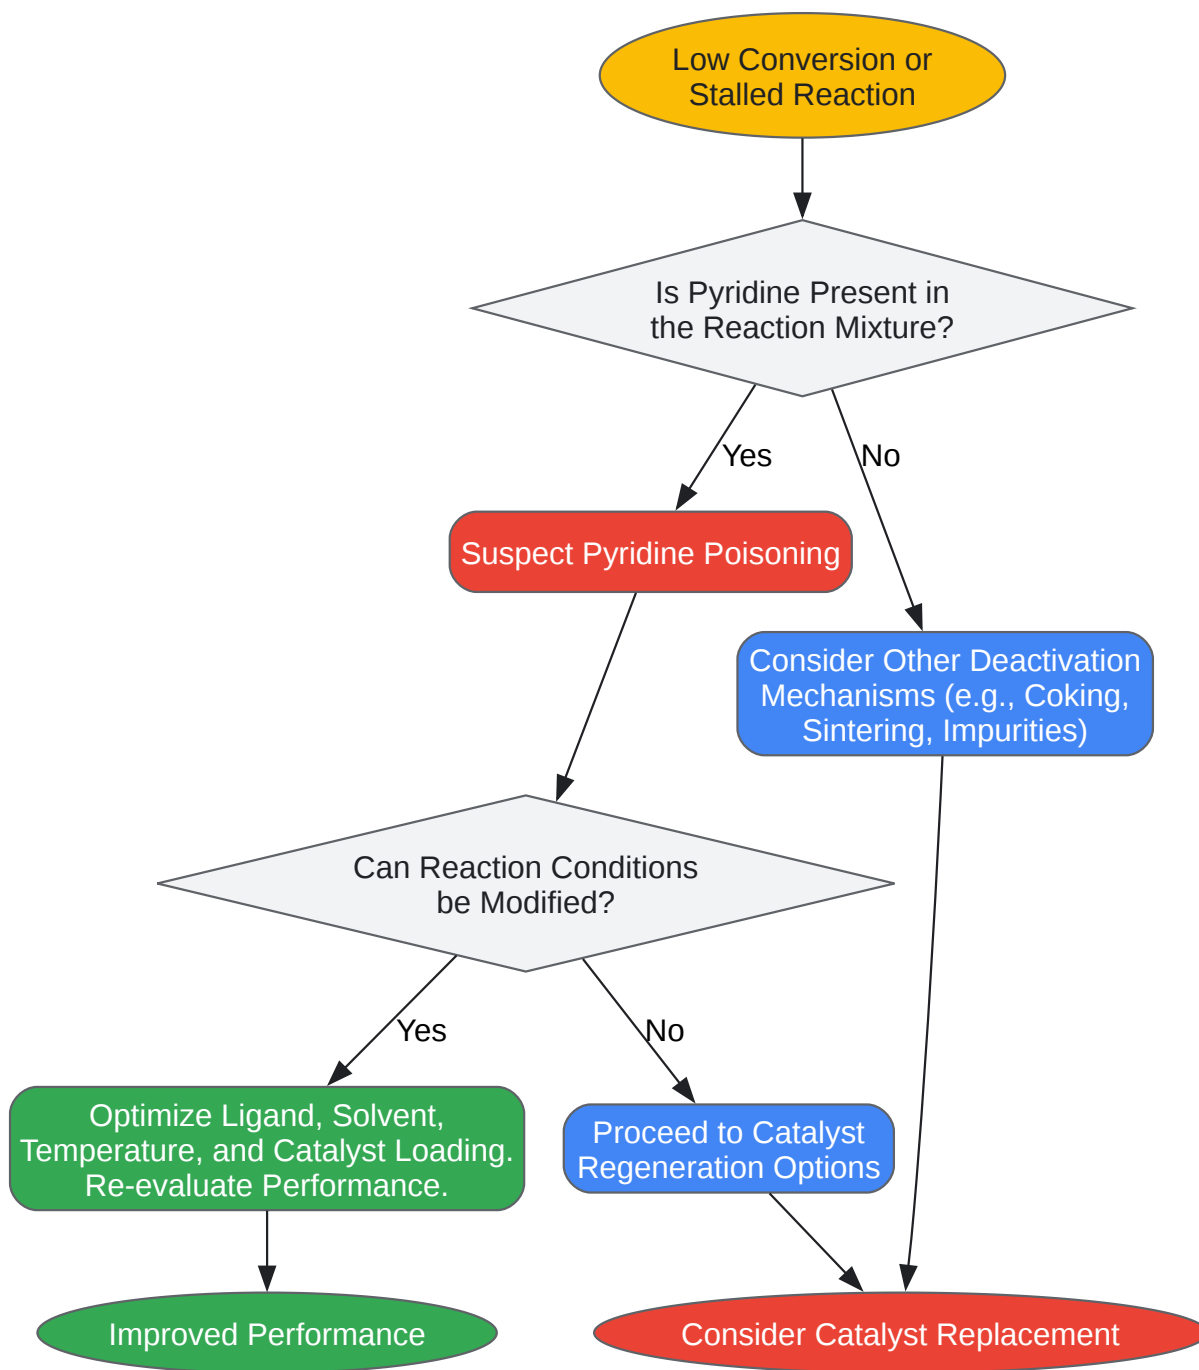 Low Conversion or
Stalled Reaction
Is Pyridine Present in
the Reaction Mixture?
Yes
No
Suspect Pyridine Poisoning
Consider Other Deactivation
Mechanisms (e.g., Coking,
Sintering, Impurities)
Can Reaction Conditions
be Modified?
Yes
No
Optimize Ligand, Solvent,
Temperature, and Catalyst Loading.
Re-evaluate Performance.
Proceed to Catalyst
Regeneration Options
Improved Performance
Consider Catalyst Replacement